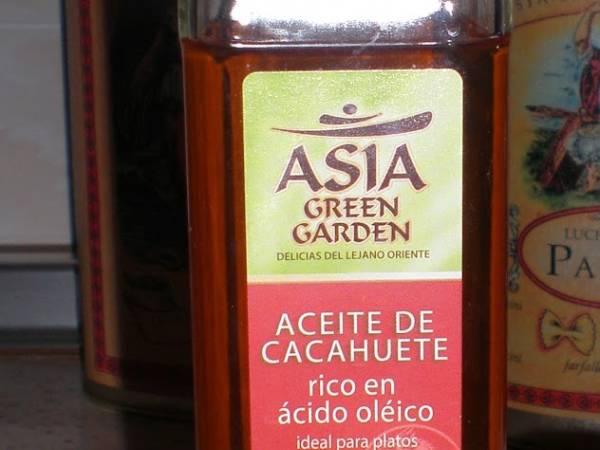 ASIA
GREEN
GARDEN
DELICIAS DEL LEJANO ORIENTE
ACEITE DE
CACAHUETE
rico en
ácido oléico
ideal para platos